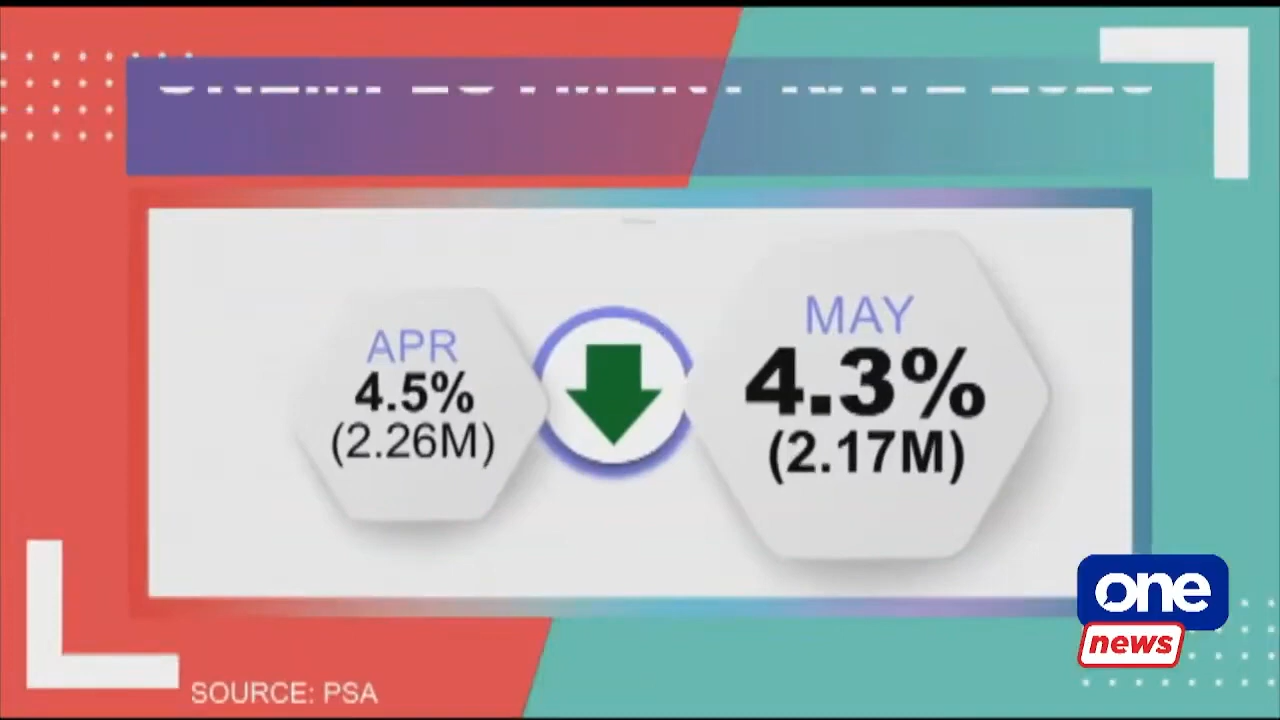 APR
4.5%
(2.26M)
MAY
4.3%
(2.17M)
one
news
SOURCE: PSA